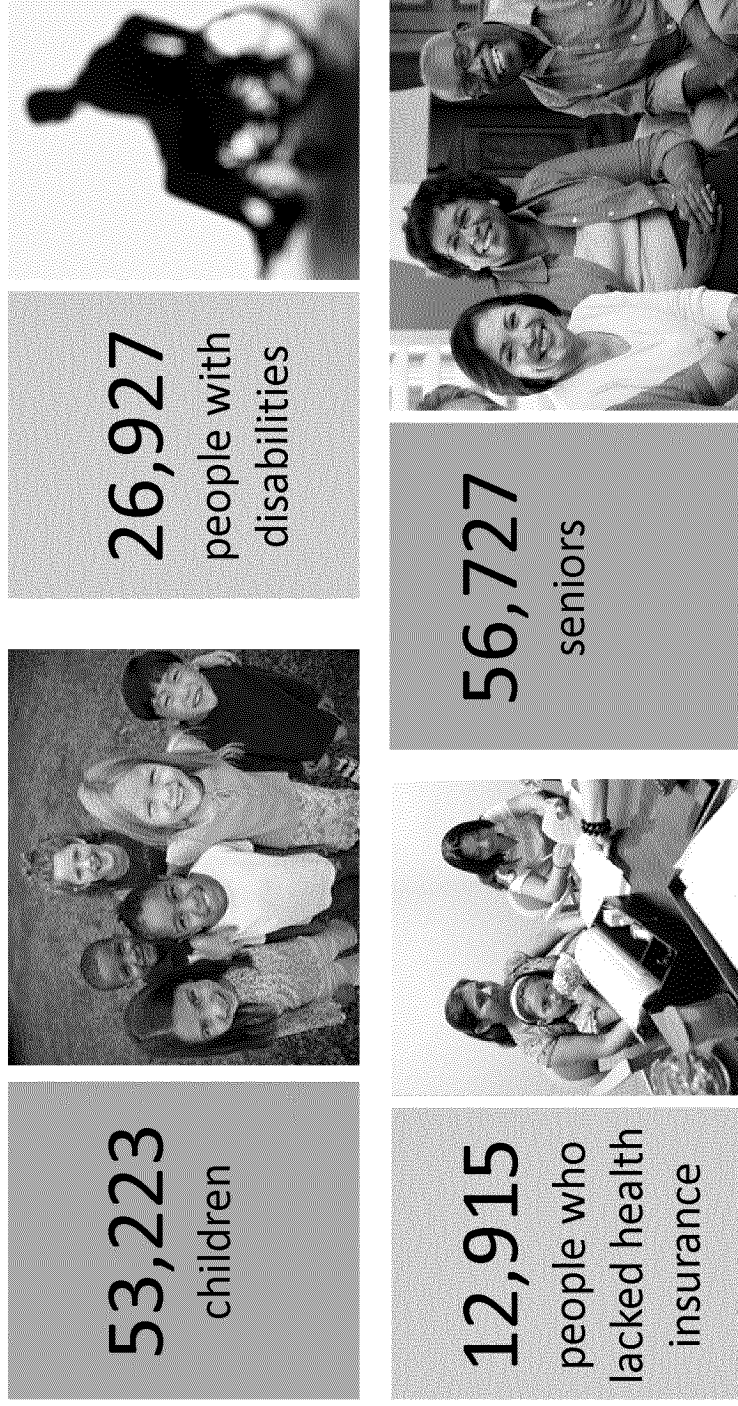 53,223
children
26,927
people with
disabilities
12,915
people who
lacked health
insurance
56,727
seniors